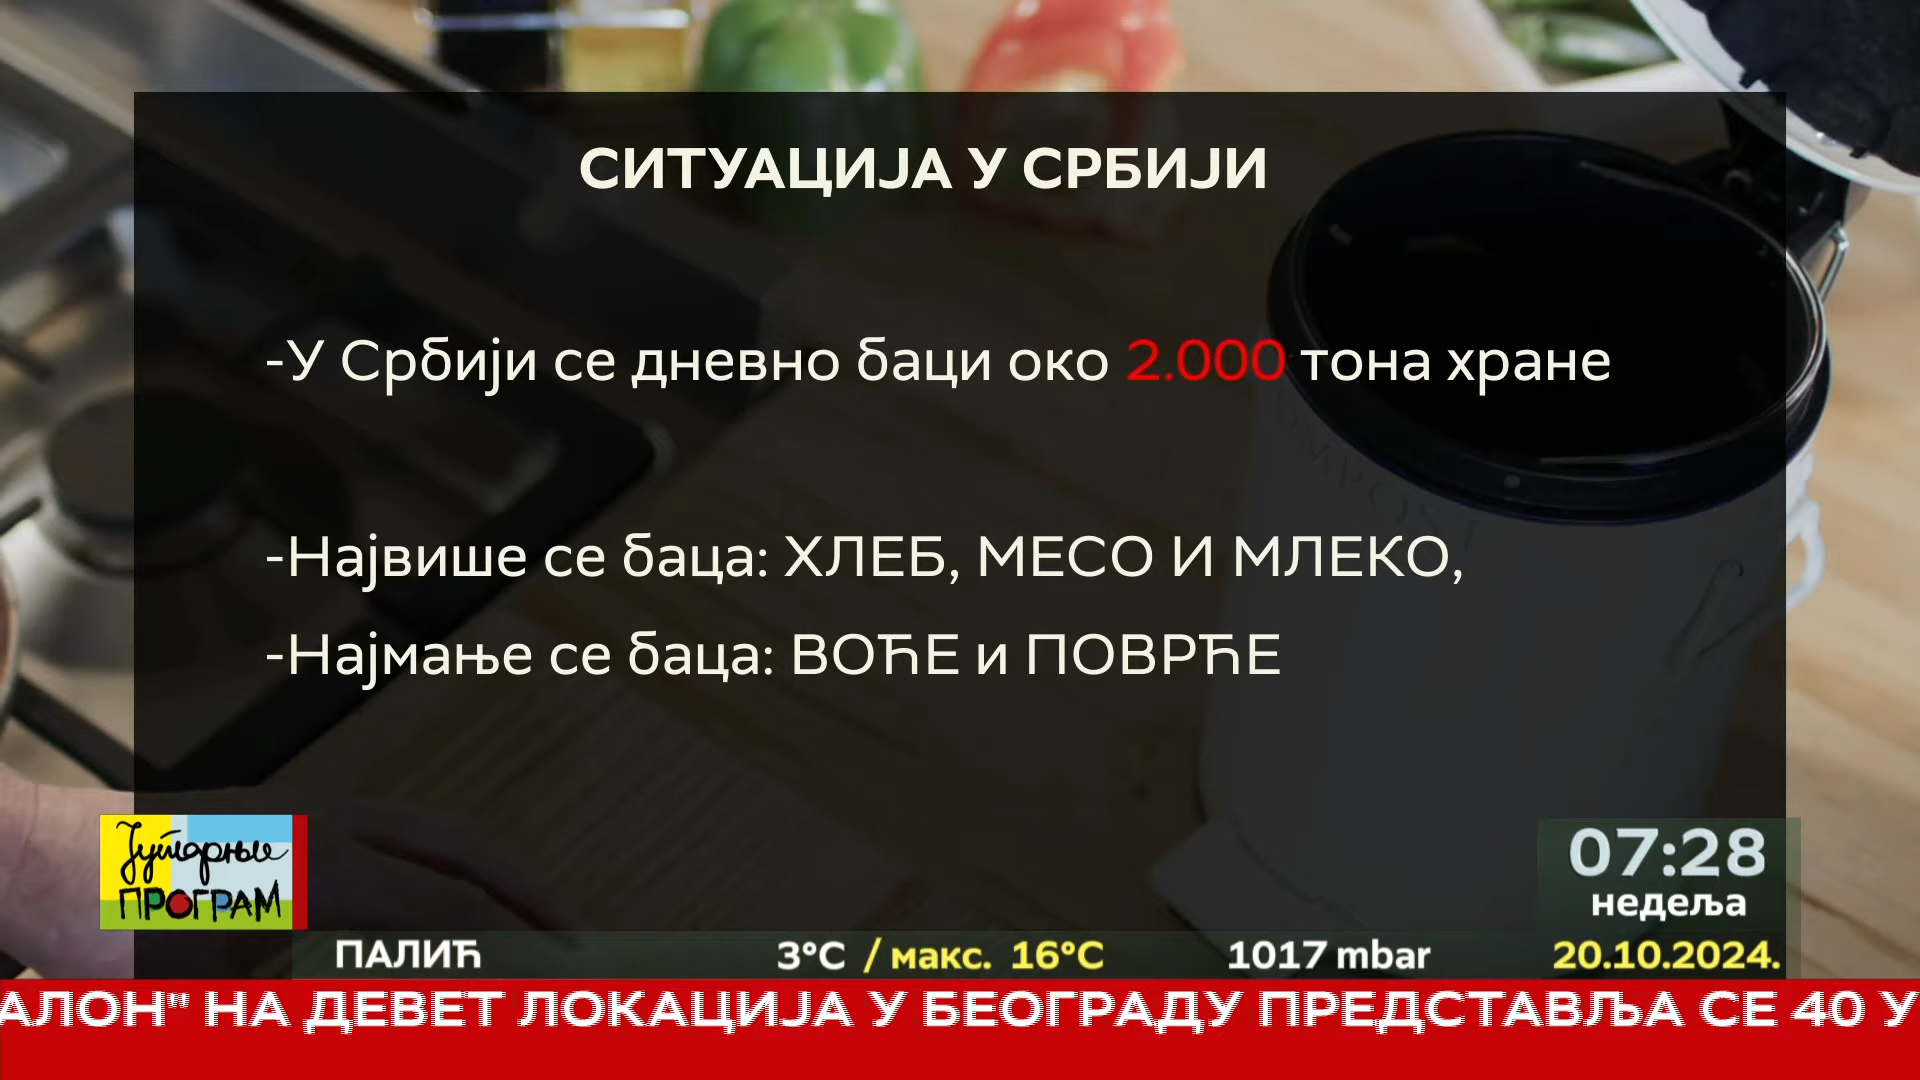 СИТУАЦИЈА У СРБИЈИ
-У Србији се дневно баци око 2.000 тона хране
-Највише се баца: ХЛЕБ, МЕСО И МЛЕКО,
-Најмање се баца: ВОЋЕ и ПОВРЋЕ
Јутарње
ПРОГРАМ
07:28
недеља
ПАЛИЋ 3°C / макс. 16°C 1017 mbar 20.10.2024.
АЛОН" НА ДЕВЕТ ЛОКАЦИЈА У БЕОГРАДУ ПРЕДСТАВЉА СЕ 40 У